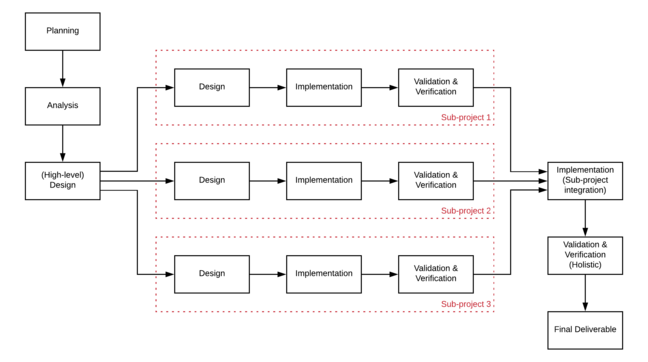 Planning
Analysis
(High-level)
Design
Design
Implementation
Validation &
Verification
Sub-project 1
Design
Implementation
Validation &
Verification
Sub-project 2
Design
Implementation
Validation &
Verification
Sub-project 3
Implementation
(Sub-project
integration)
Validation &
Verification
(Holistic)
Final Deliverable